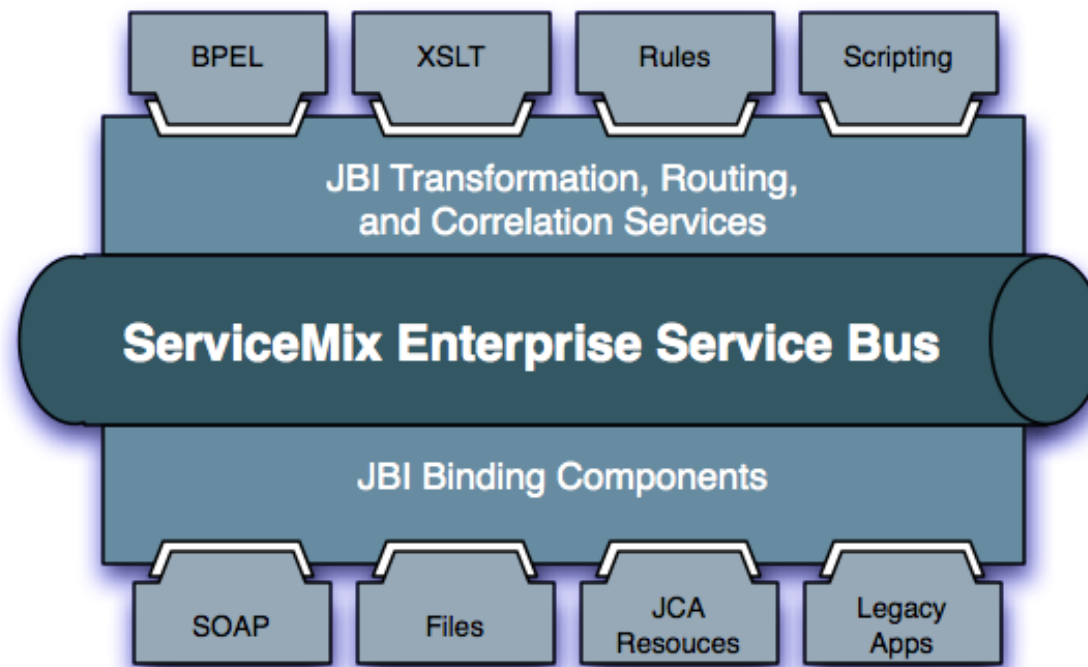 BPEL
XSLT
Rules
Scripting
JBI Transformation, Routing,
and Correlation Services
ServiceMix Enterprise Service Bus
JBI Binding Components
SOAP
Files
JCA
Resouces
Legacy
Apps